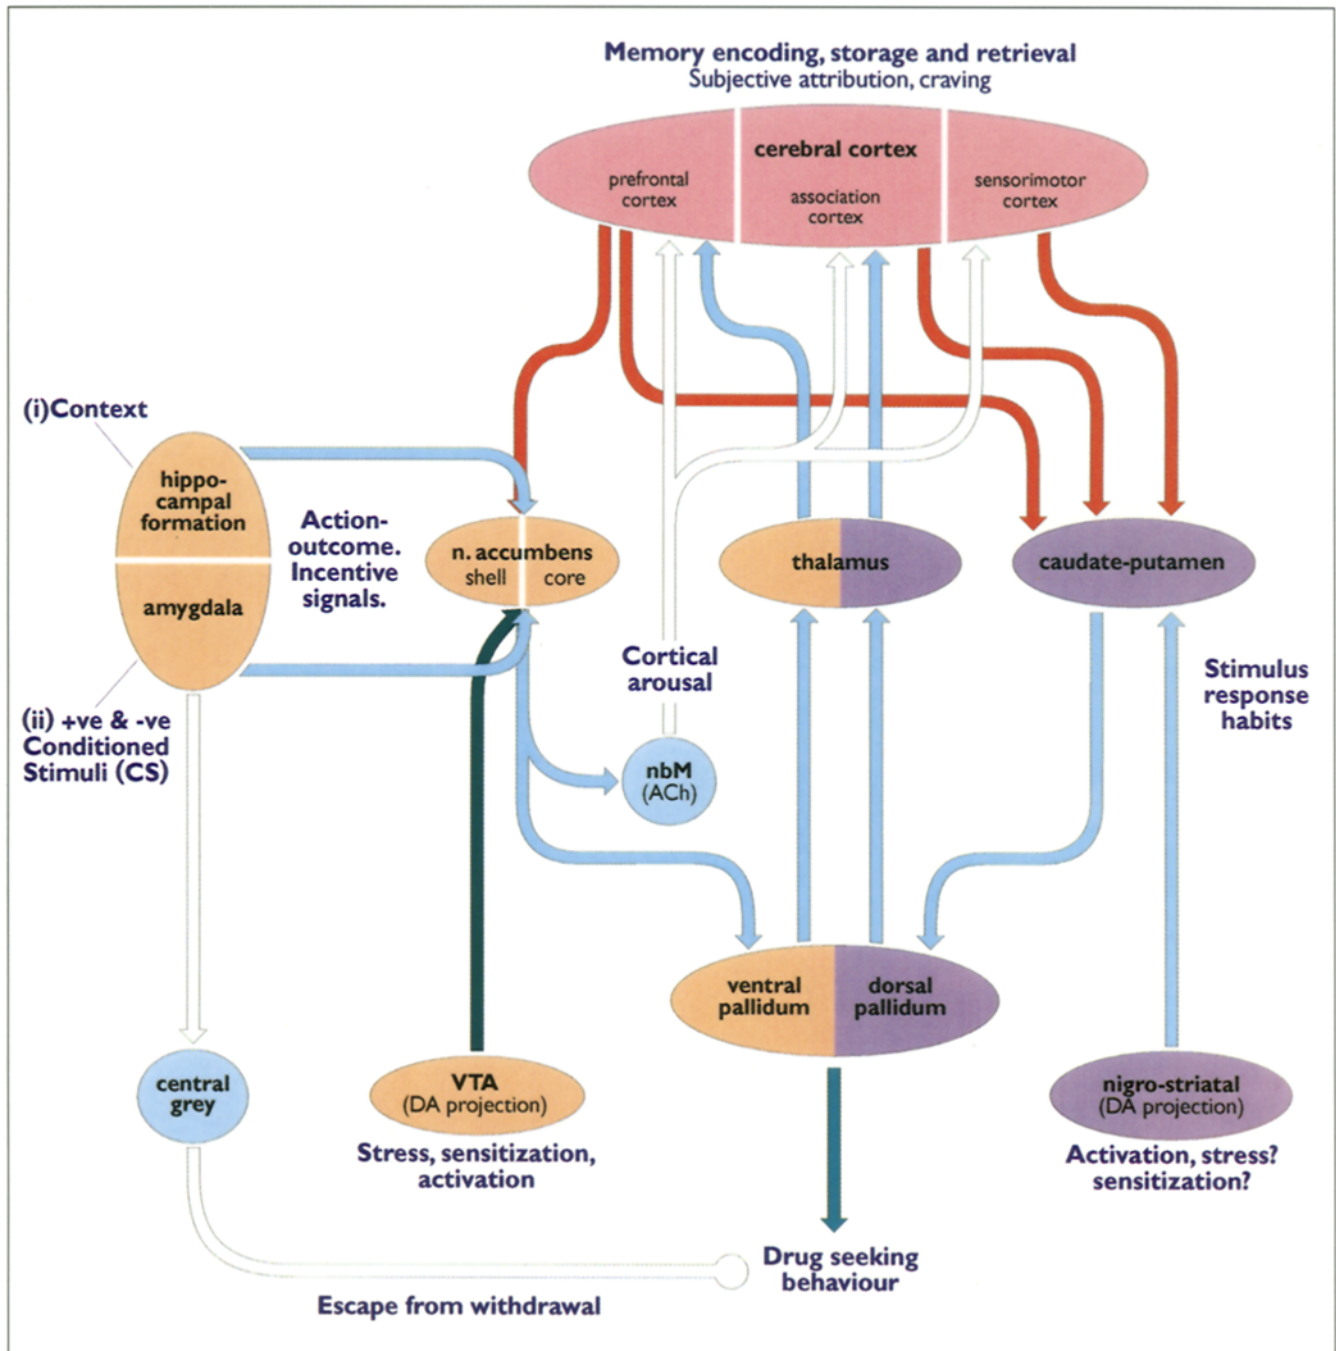 Memory encoding, storage and retrieval
Subjective attribution, craving
cerebral cortex
prefrontal
cortex
association
cortex
sensorimotor
cortex
(i)Context
hippo-
campal
formation
amygdala
Action-
outcome.
Incentive
signals.
n. accumbens
shell core
thalamus
caudate-putamen
Cortical
arousal
Stimulus
response
habits
(ii) +ve & -ve
Conditioned
Stimuli (CS)
nbM
(ACh)
ventral
pallidum
dorsal
pallidum
central
grey
VTA
(DA projection)
Stress, sensitization,
activation
nigro-striatal
(DA projection)
Activation, stress?
sensitization?
Drug seeking
behaviour
Escape from withdrawal